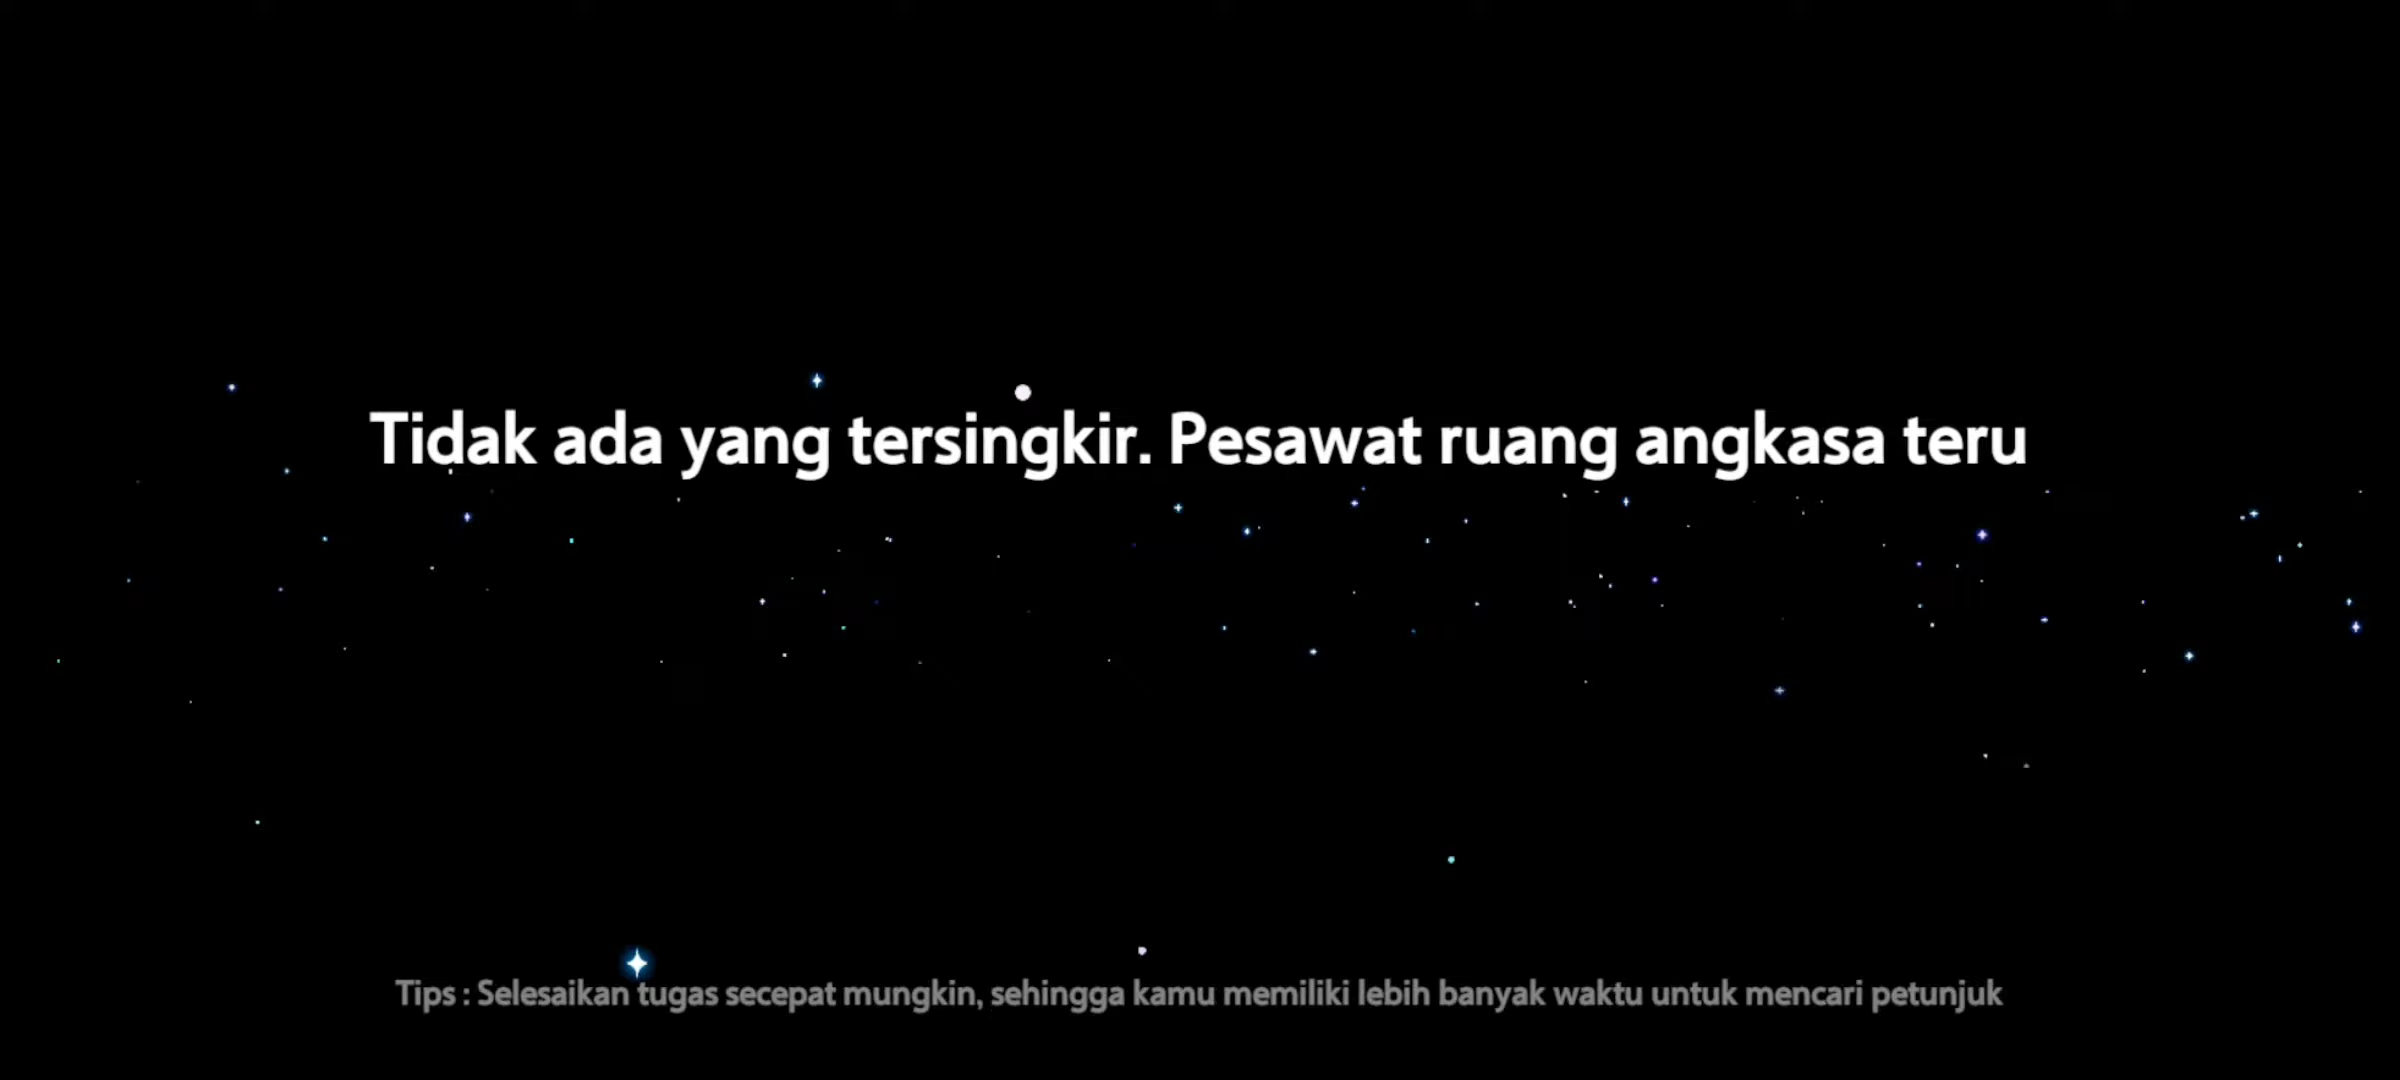 Tidak ada yang tersingkir. Pesawat ruang angkasa teru
Tips : Selesaikan tugas secepat mungkin, sehingga kamu memiliki lebih banyak waktu untuk mencari petunjuk